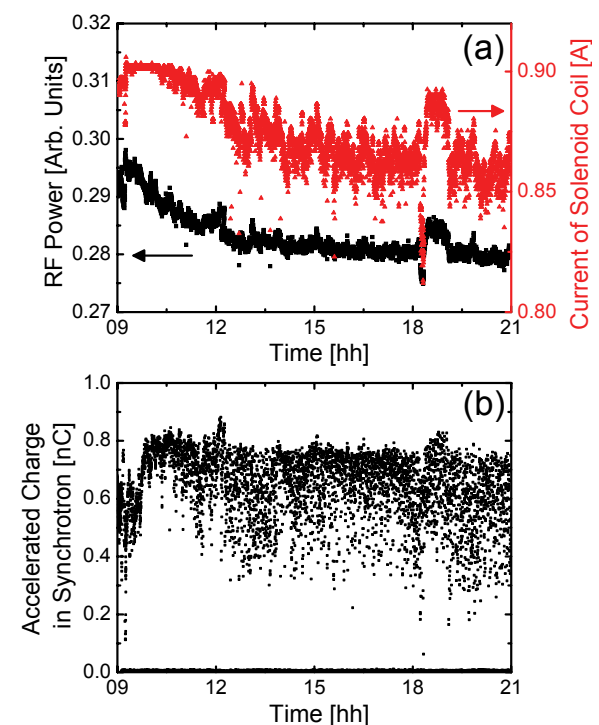 (a)
0.32
0.31
0.30
0.29
0.28
0.27
RF Power [Arb. Units]
0.90
0.85
0.80
Current of Solenoid Coil [A]
09 12 15 18 21
Time [hh]
(b)
1.0
0.8
0.6
0.4
0.2
0.0
Accelerated Charge
in Synchrotron [nC]
09 12 15 18 21
Time [hh]